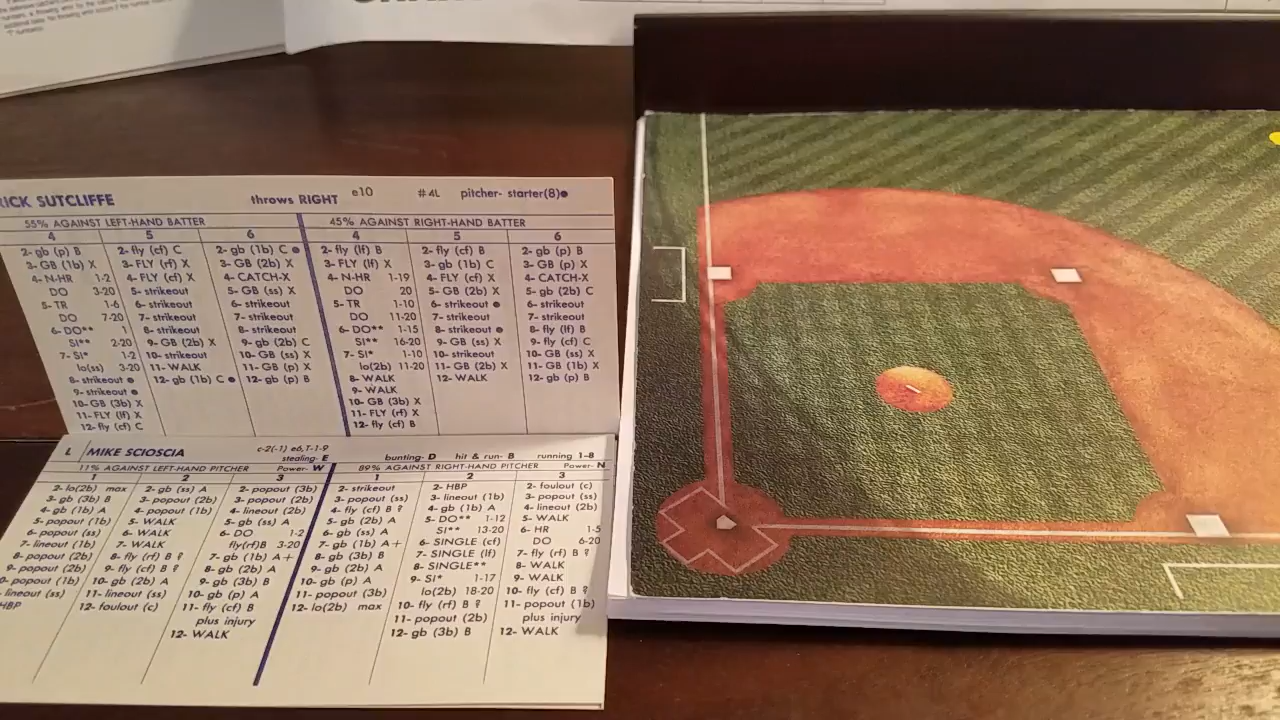 RICK SUTCLIFFE throws RIGHT e10 #4L pitcher- starter(8)●
55% AGAINST LEFT-HAND BATTER 45% AGAINST RIGHT-HAND BATTER
4 5 6 4 5 6
2- gb (p) B 2- fly (cf) C 2- gb (1b) C ● 2- fly (lf) B 2- fly (cf) B 2- gb (p) B
3- GB (1b) X 3- FLY (rf) X 3- GB (2b) X 3- FLY (lf) X 3- gb (1b) C 3- GB (p) X
4- N-HR 1-2 4- FLY (cf) X 4- CATCH-X 4- N-HR 1-19 4- FLY (cf) X 4- CATCH-X
DO 3-20 5- strikeout 5- GB (ss) X DO 20 5- GB (2b) X 5- gb (2b) C
5- TR 1-6 6- strikeout 6- strikeout 5- TR 1-10 6- strikeout ● 6- strikeout
DO 7-20 7- strikeout 7- strikeout DO 11-20 7- strikeout 7- strikeout
6- DO** 1 8- strikeout 8- strikeout 6- DO** 1-15 8- strikeout ● 8- fly (lf) B
SI** 2-20 9- GB (2b) X 9- gb (2b) C SI** 16-20 9- GB (ss) X 9- fly (cf) C
7- SI* 1-2 10- strikeout 10- GB (ss) X 7- SI* 1-10 10- strikeout 10- GB (ss) X
lo(ss) 3-20 11- WALK 11- GB (p) X lo(2b) 11-20 11- GB (2b) X 11- GB (1b) X
8- strikeout ● 12- gb (1b) C ● 12- gb (p) B 8- WALK 12- WALK 12- gb (p) B
9- strikeout ● 9- WALK
10- GB (3b) X 10- GB (3b) X
11- FLY (lf) X 11- FLY (rf) X
12- fly (cf) C 12- fly (cf) B
L MIKE SCIOSCIA c-2(-1) e6,T-1-9
stealing- E bunting- D hit & run- B running 1-8
11% AGAINST LEFT-HAND PITCHER Power- W 89% AGAINST RIGHT-HAND PITCHER Power- N
1 2 3 1 2 3
2- lo(2b) max 2- gb (ss) A 2- popout (3b) 2- strikeout 2- HBP 2- foulout (c)
3- gb (3b) B 3- popout (2b) 3- popout (2b) 3- popout (ss) 3- lineout (1b) 3- popout (ss)
4- gb (1b) A 4- popout (1b) 4- lineout (ss) 4- fly (cf) B ? 4- gb (1b) A 4- lineout (2b)
5- popout (1b) 5- WALK 5- gb (ss) A 5- gb (2b) A 5- DO** 1-12 5- WALK
6- popout (ss) 6- WALK 6- DO 1-2 6- gb (ss) A SI** 13-20 6- HR 1-5
7- lineout (1b) 7- WALK fly(rf)B 3-20 7- gb (1b) A+ 6- SINGLE (cf) DO 6-20
8- popout (2b) 8- fly (rf) B ? 7- gb (1b) A+ 8- gb (3b) B 7- SINGLE (lf) 7- fly (rf) B ?
9- popout (2b) 9- fly (cf) B ? 8- gb (2b) A 9- gb (2b) A 8- SINGLE** 8- WALK
0- popout (1b) 10- gb (2b) A 9- gb (3b) B 10- gb (p) A 9- SI* 1-17 9- WALK
lineout (ss) 11- lineout (ss) 10- gb (p) A 11- popout (3b) lo(2b) 18-20 10- fly (cf) B ?
HBP 12- foulout (c) 11- fly (cf) B 12- lo(2b) max 10- fly (rf) B ? 11- popout (1b)
plus injury 11- popout (2b) plus injury
12- WALK 12- gb (3b) B 12- WALK